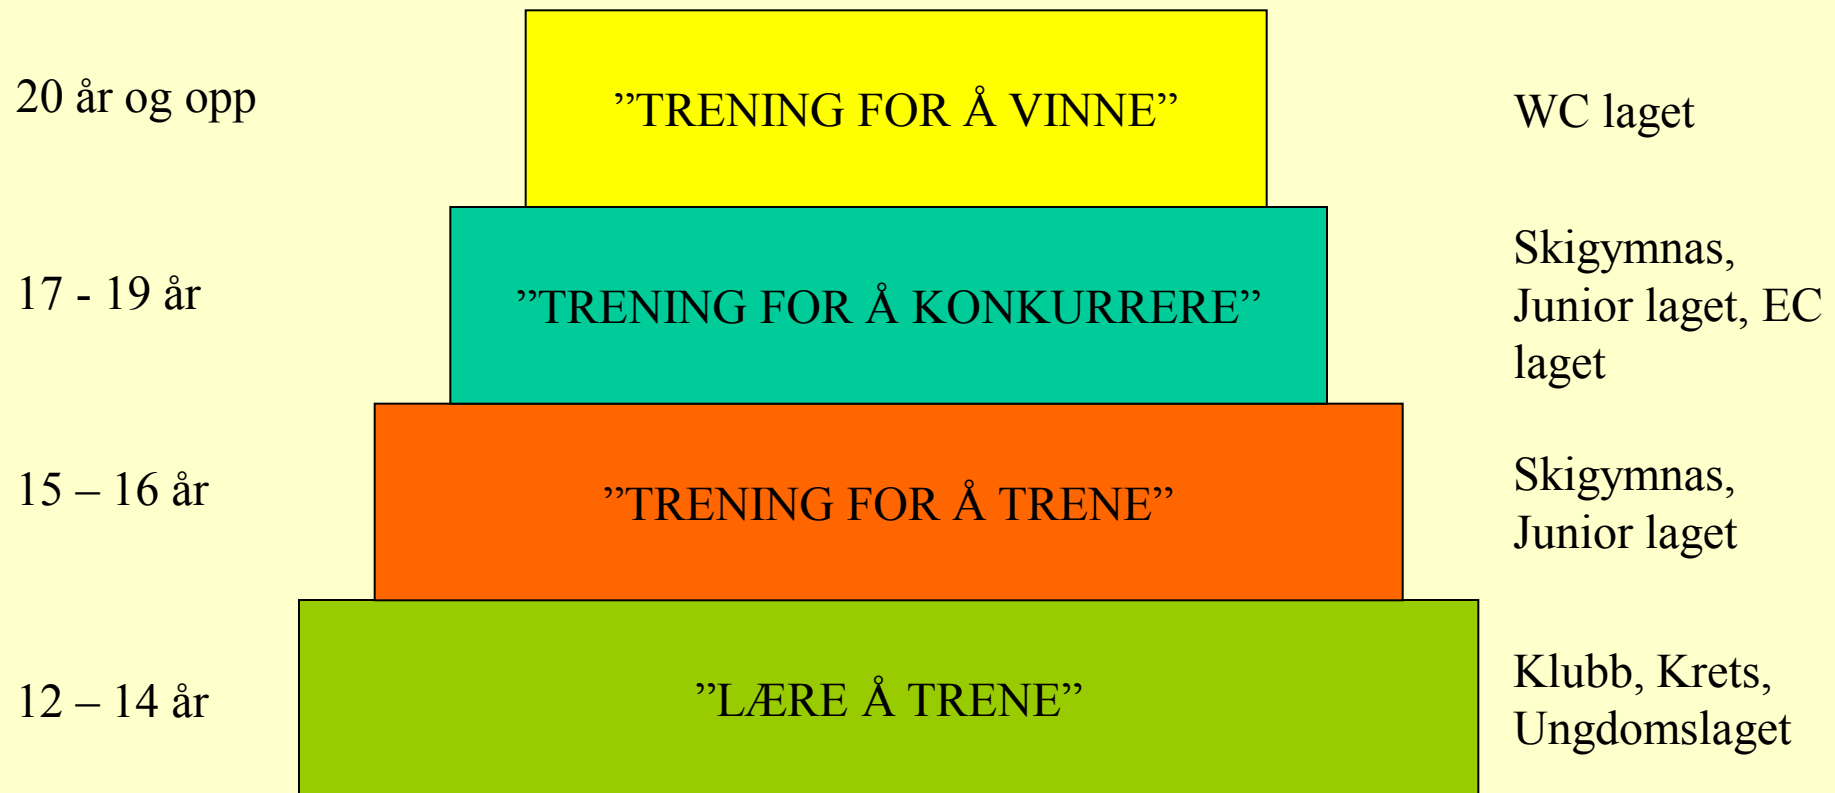 20 år og opp
”TRENING FOR Å VINNE”
WC laget
17 - 19 år
”TRENING FOR Å KONKURRERE”
Skigymnas,
Junior laget, EC
laget
15 – 16 år
”TRENING FOR Å TRENE”
Skigymnas,
Junior laget
12 – 14 år
”LÆRE Å TRENE”
Klubb, Krets,
Ungdomslaget